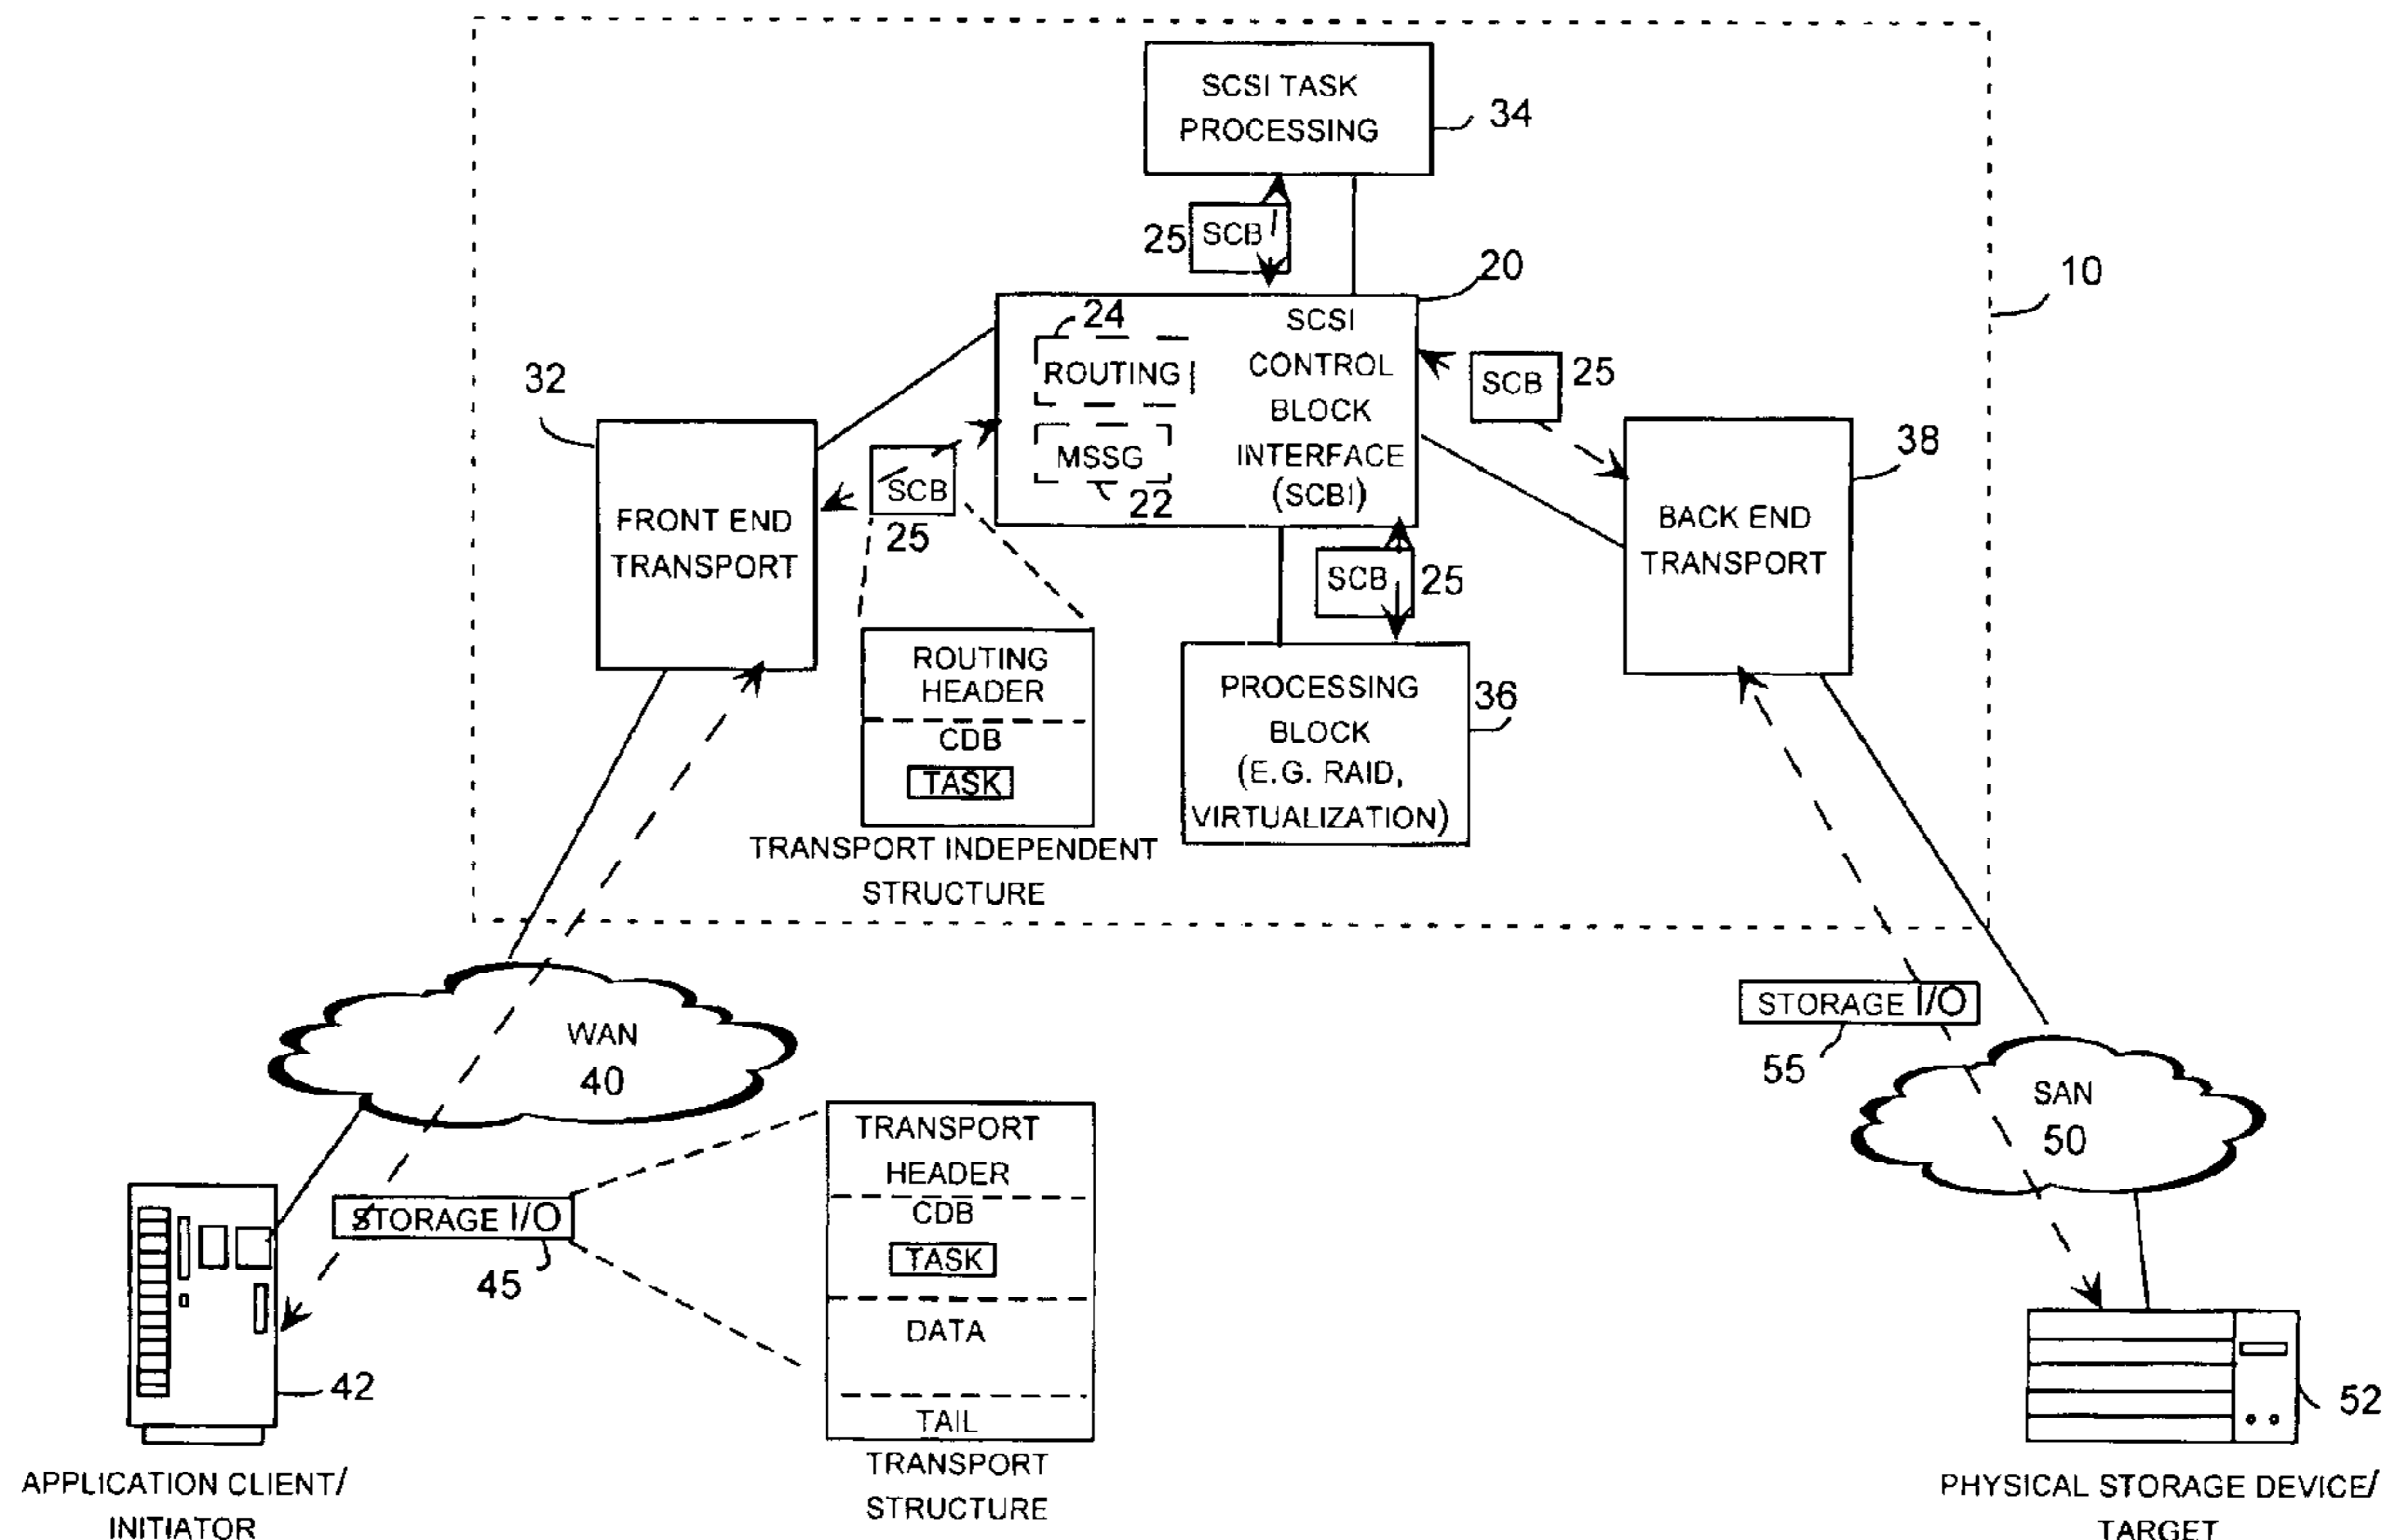 SCSI TASK
PROCESSING
34
25
SCB
20
10
24
ROUTING
MSSG
22
SCSI
CONTROL
BLOCK
INTERFACE
(SCBI)
SCB
25
32
FRONT END
TRANSPORT
SCB
25
38
BACK END
TRANSPORT
SCB
25
ROUTING
HEADER
CDB
TASK
TRANSPORT INDEPENDENT
STRUCTURE
PROCESSING
BLOCK
(E.G. RAID,
VIRTUALIZATION)
36
WAN
40
STORAGE I/O
55
SAN
50
STORAGE I/O
45
TRANSPORT
HEADER
CDB
TASK
DATA
TAIL
TRANSPORT
STRUCTURE
42
APPLICATION CLIENT/
INITIATOR
52
PHYSICAL STORAGE DEVICE/
TARGET